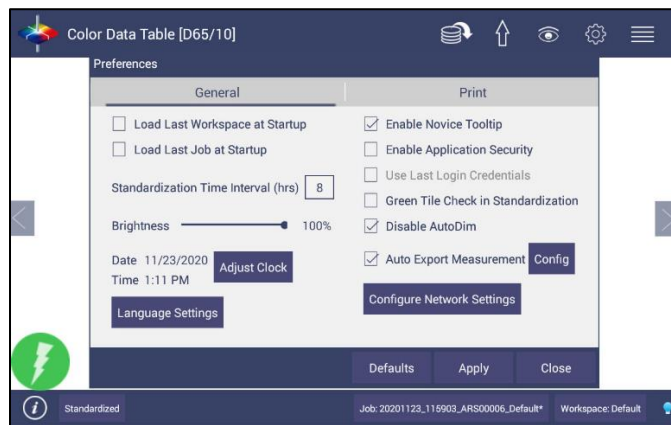 Color Data Table [D65/10]
Preferences
General
Print
Load Last Workspace at Startup
Load Last Job at Startup
Standardization Time Interval (hrs) 8
Brightness 100%
Date 11/23/2020
Time 1:11 PM
Adjust Clock
Language Settings
Enable Novice Tooltip
Enable Application Security
Use Last Login Credentials
Green Tile Check in Standardization
Disable AutoDim
Auto Export Measurement Config
Configure Network Settings
Defaults Apply Close
i Standardized Job: 20201123_115903_ARS00006_Default* Workspace: Default